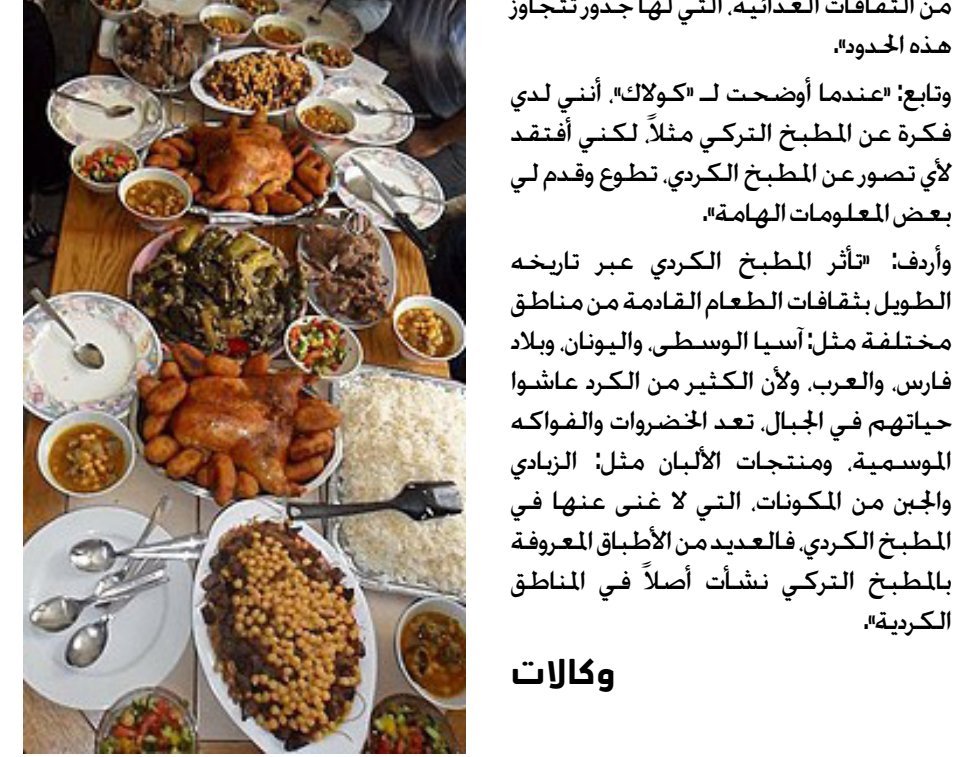 من الثقافات الغذائية، التي لها جذور تتجاوز
هذه الحدود".
وتابع: "عندما أوضحت لـ "كولاك"، أنني لدي
فكرة عن المطبخ التركي مثلاً، لكني أفتقد
لأي تصور عن المطبخ الكردي، تطوع وقدم لي
بعض المعلومات الهامة".
وأردف: "تأثر المطبخ الكردي عبر تاريخه
الطويل بثقافات الطعام القادمة من مناطق
مختلفة مثل: آسيا الوسطى، واليونان، وبلاد
فارس، والعرب، ولأن الكثير من الكرد عاشوا
حياتهم في الجبال، تعد الخضروات والفواكه
الموسمية، ومنتجات الألبان مثل: الزبادي
والجبن من المكونات، التي لا غنى عنها في
المطبخ الكردي، فالعديد من الأطباق المعروفة
بالمطبخ التركي نشأت أصلاً في المناطق
الكردية".
وكالات